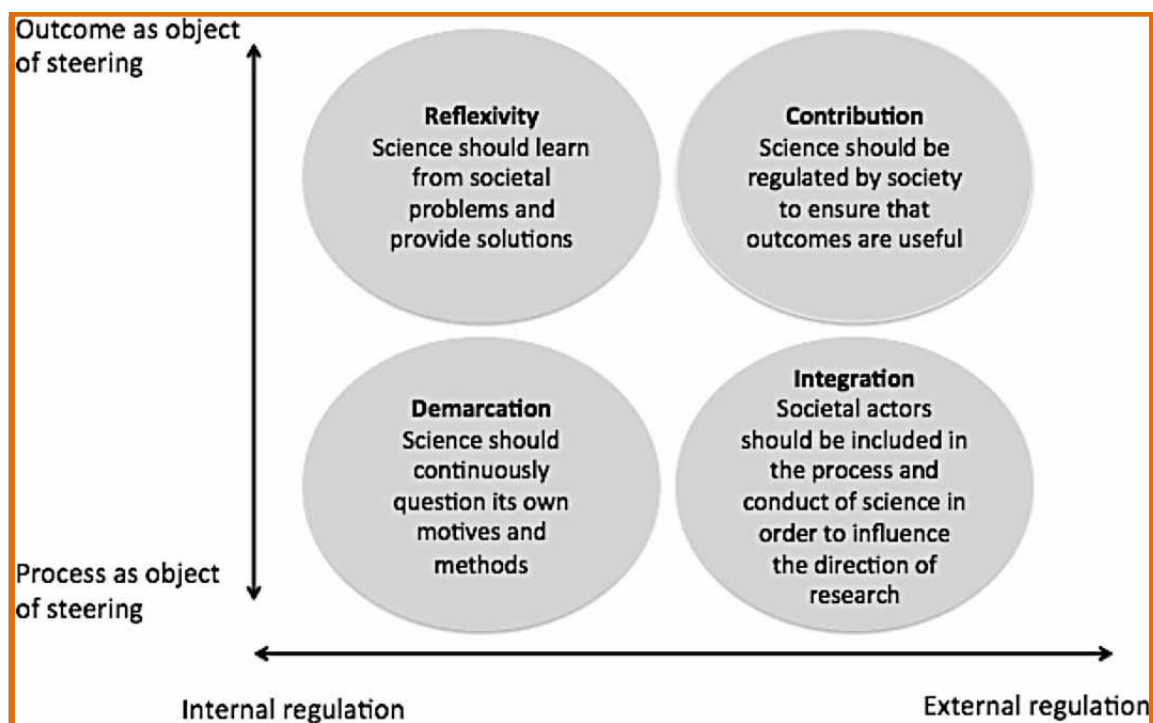 Outcome as object
of steering
Reflexivity
Science should learn
from societal
problems and
provide solutions
Contribution
Science should be
regulated by society
to ensure that
outcomes are useful
Demarcation
Science should
continuously
question its own
motives and
methods
Integration
Societal actors
should be included in
the process and
conduct of science in
order to influence
the direction of
research
Process as object
of steering
Internal regulation
External regulation